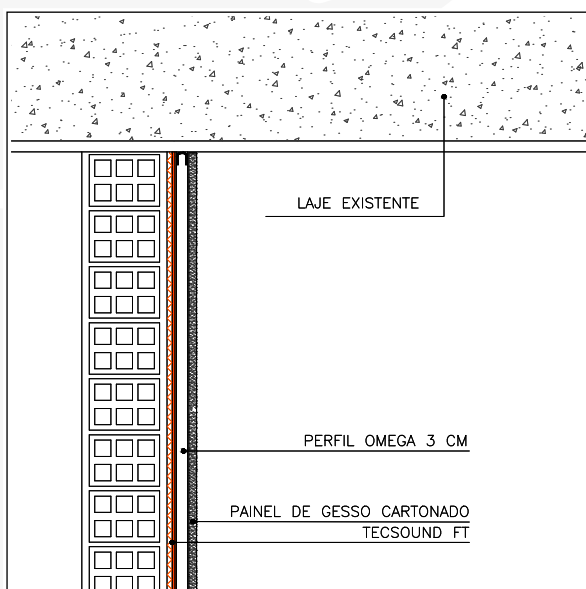 LAJE EXISTENTE
PERFIL OMEGA 3 CM
PAINEL DE GESSO CARTONADO
TECSOUND FT